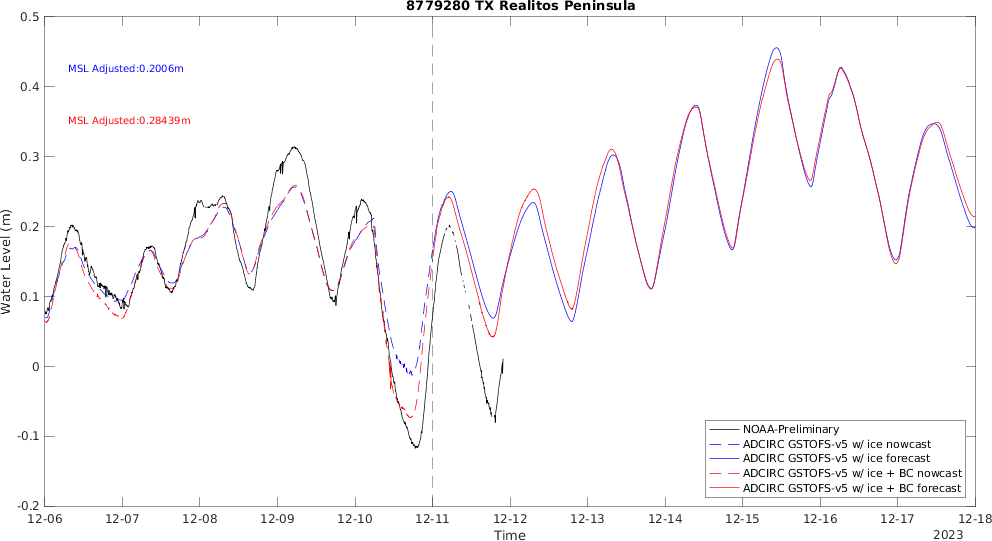 8779280 TX Realitos Peninsula
MSL Adjusted:0.2006m
MSL Adjusted:0.28439m
Water Level (m)
0.5
0.4
0.3
0.2
0.1
0
-0.1
-0.2
NOAA-Preliminary
ADCIRC GSTOFS-v5 w/ ice nowcast
ADCIRC GSTOFS-v5 w/ ice forecast
ADCIRC GSTOFS-v5 w/ ice + BC nowcast
ADCIRC GSTOFS-v5 w/ ice + BC forecast
12-06 12-07 12-08 12-09 12-10 12-11 12-12 12-13 12-14 12-15 12-16 12-17 12-18
Time
2023